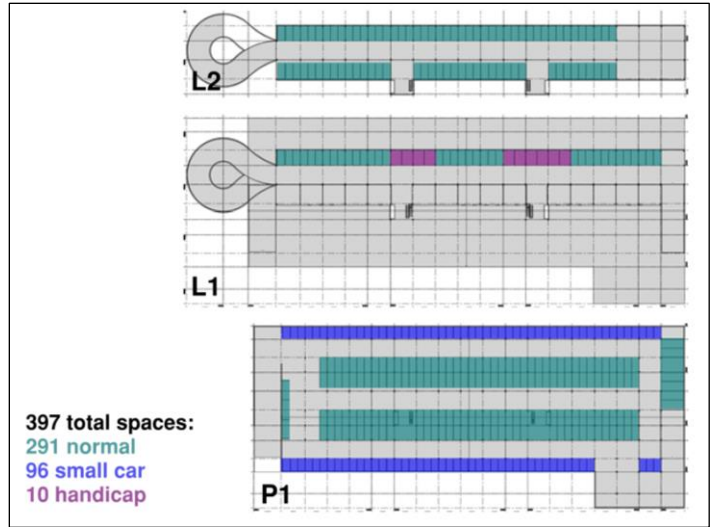 L2
L1
397 total spaces:
291 normal
96 small car
10 handicap
P1